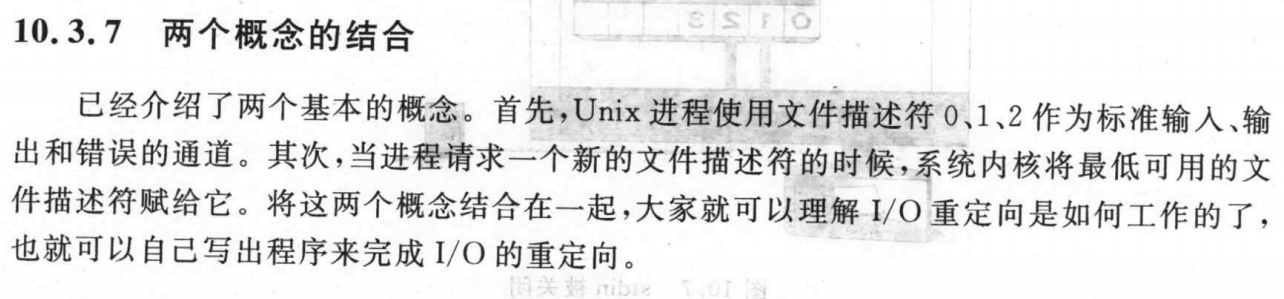 10.3.7 两个概念的结合
已经介绍了两个基本的概念。首先,Unix 进程使用文件描述符 0、1、2 作为标准输入、输
出和错误的通道。其次,当进程请求一个新的文件描述符的时候,系统内核将最低可用的文
件描述符赋给它。将这两个概念结合在一起,大家就可以理解 I/O 重定向是如何工作的了,
也就可以自己写出程序来完成 I/O 的重定向。
图 10.7 stdin 被关闭